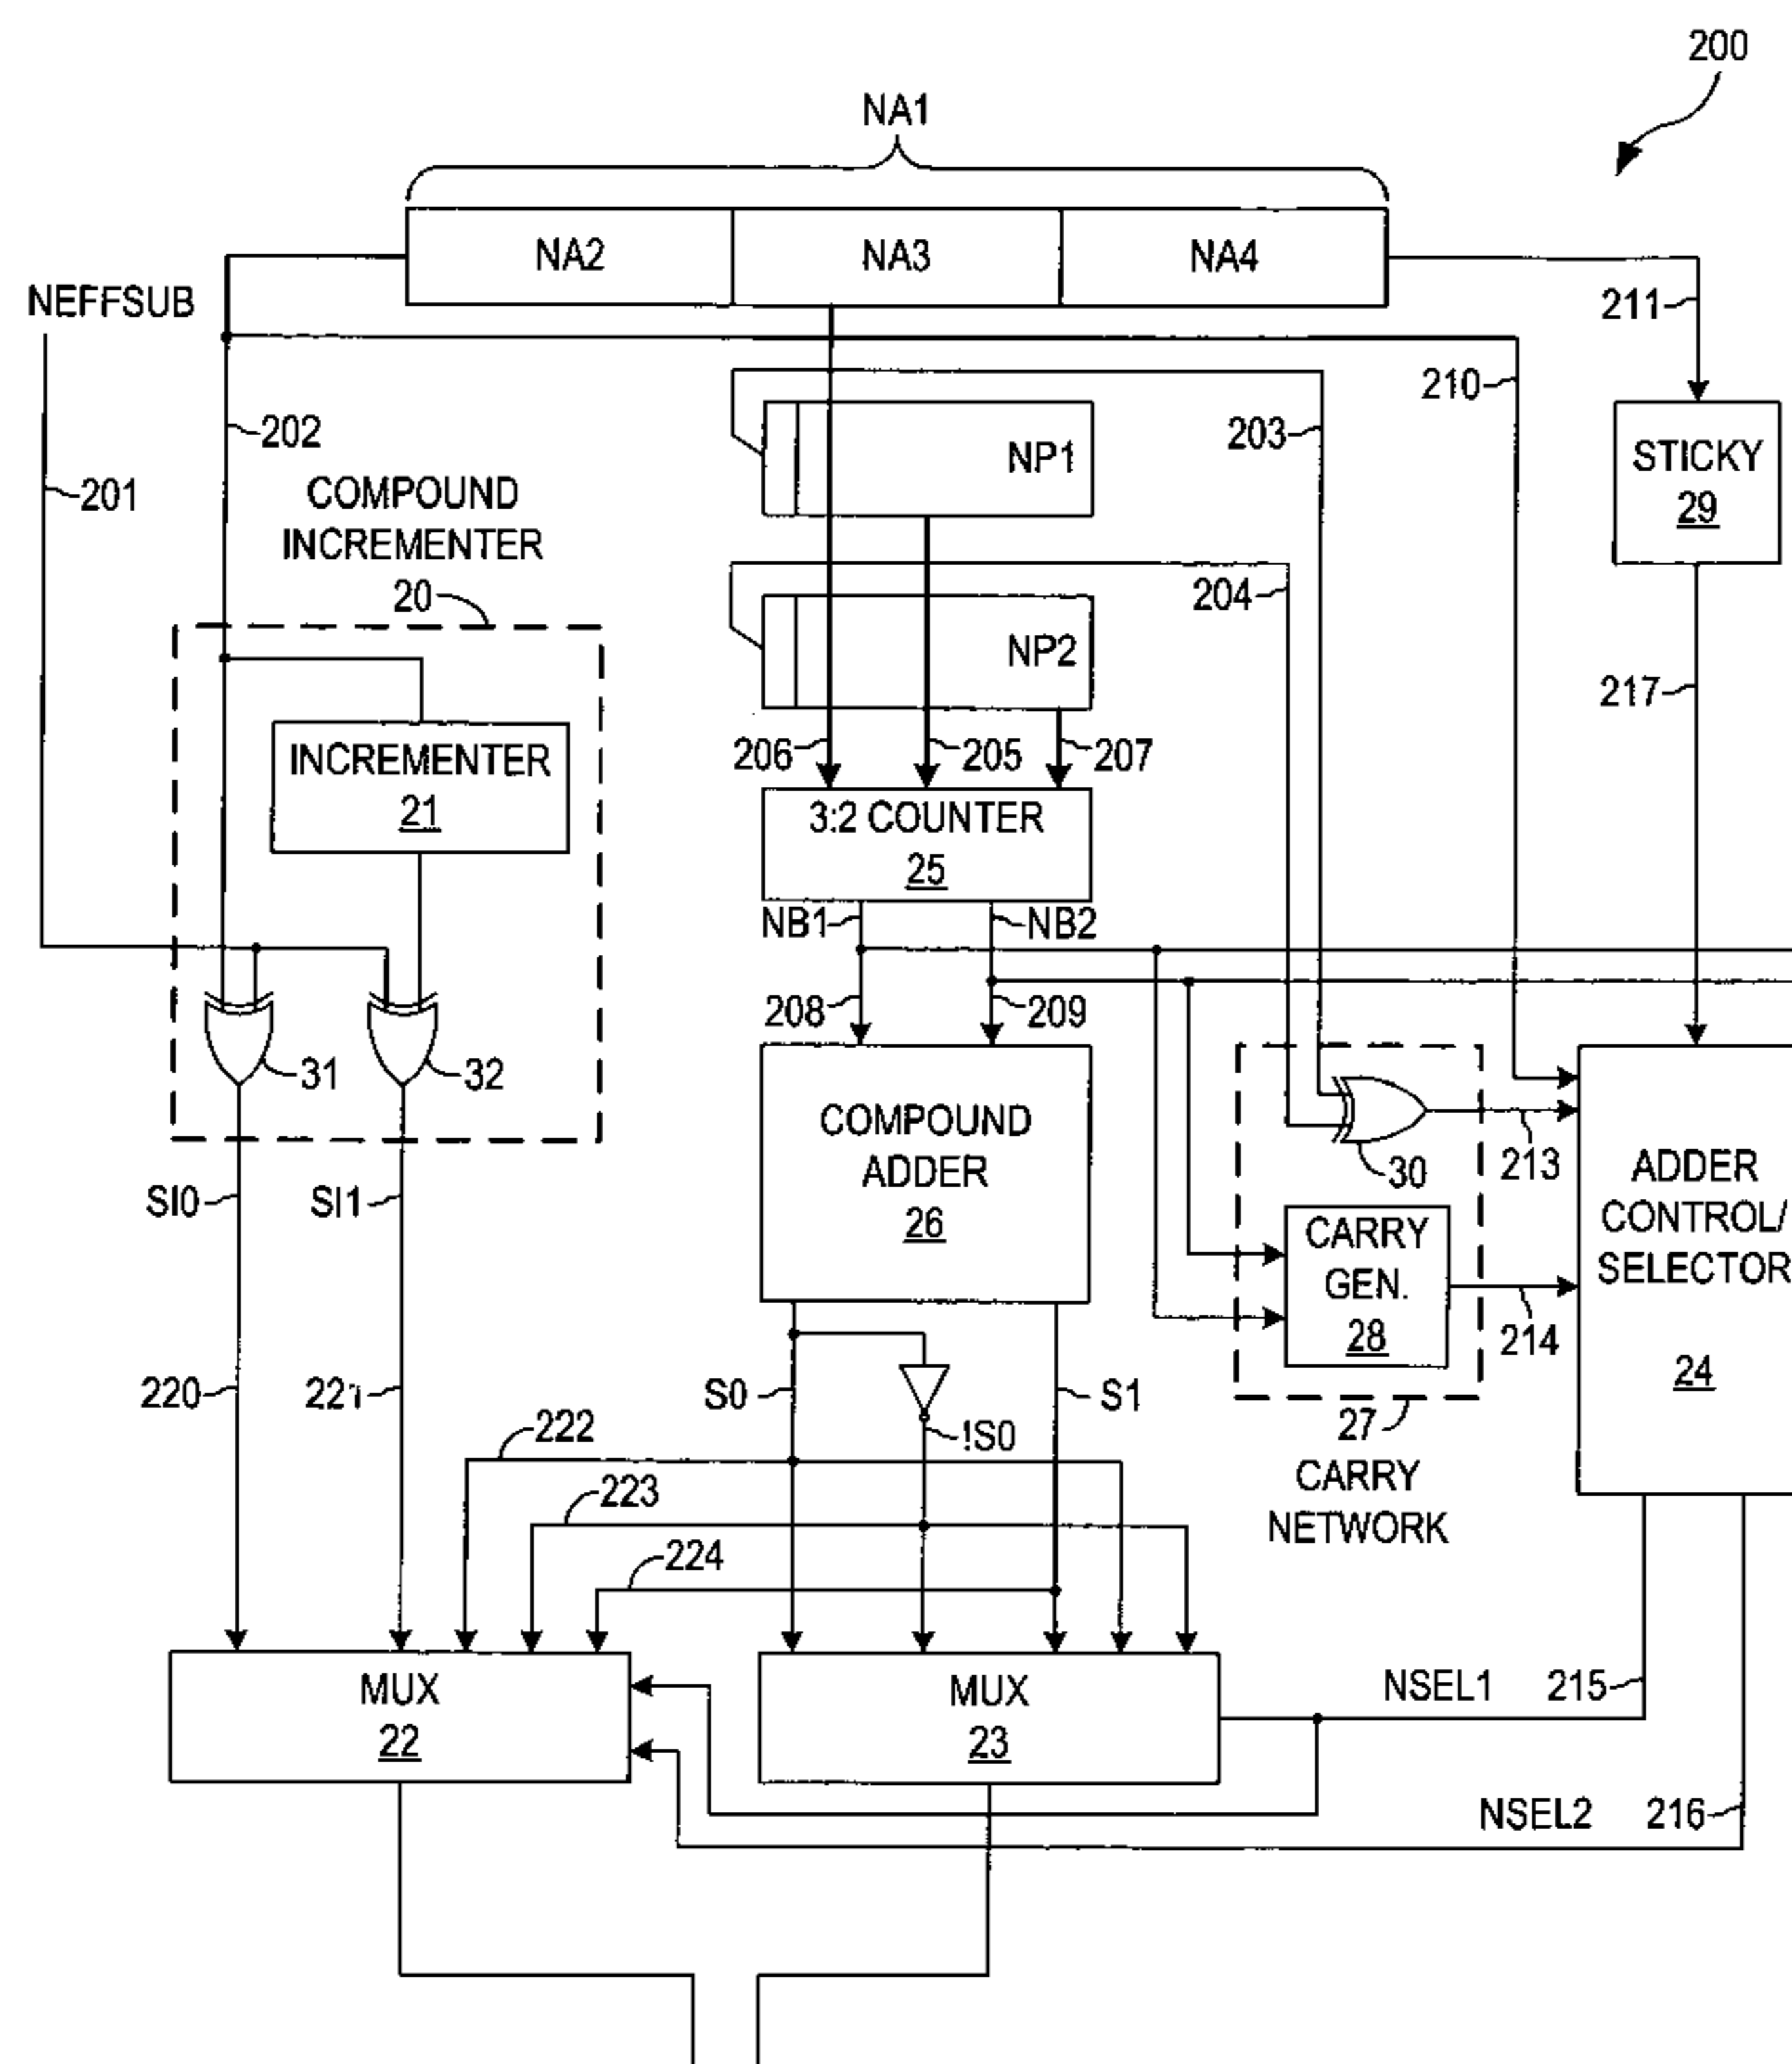 200
NA1
NA2 NA3 NA4
NEFFSUB
211
210
202
203
NP1
STICKY
29
201
COMPOUND
INCREMENTER
20
204
NP2
217
INCREMENTER
21
206 205 207
3:2 COUNTER
25
NB1 NB2
208 209
31 32
COMPOUND
ADDER
26
30
213
ADDER
CONTROL/
SELECTOR
24
SI0 SI1
CARRY
GEN.
28
214
220 221
S0 S1
!S0
27
CARRY
NETWORK
222
223
224
MUX
22
MUX
23
NSEL1 215
NSEL2 216